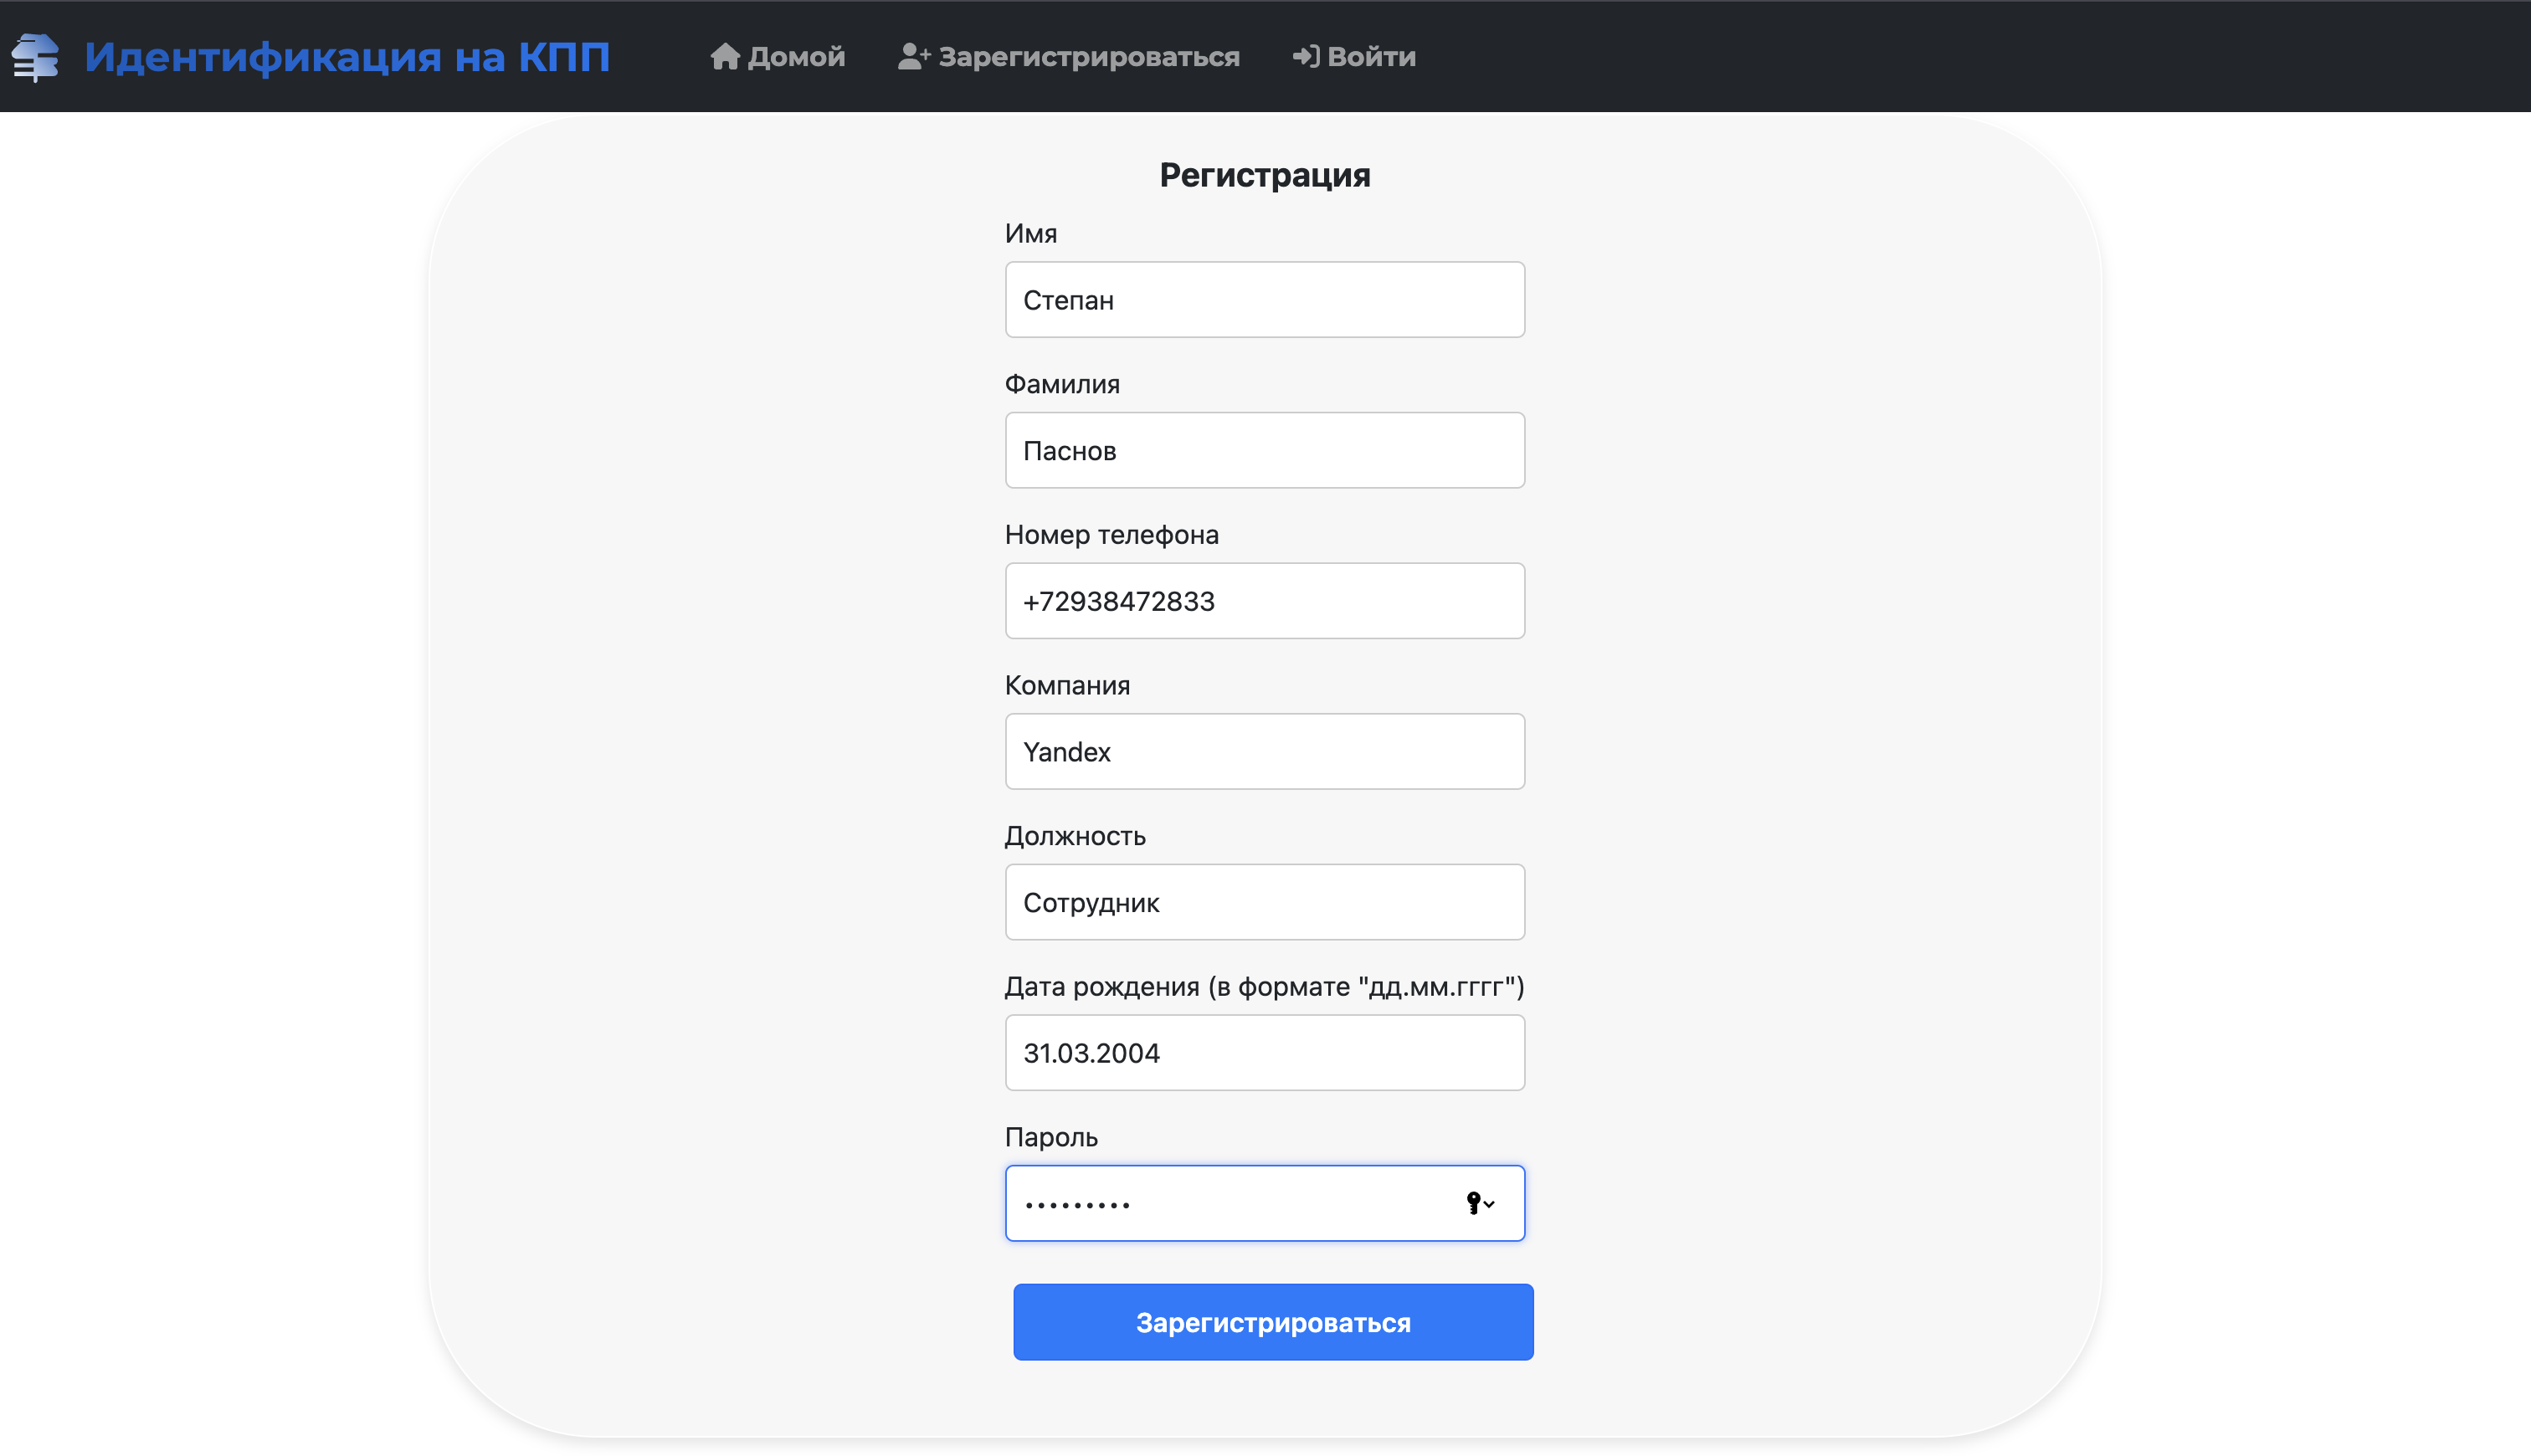 Идентификация на КПП
Домой
Зарегистрироваться
Войти
Регистрация
Имя
Степан
Фамилия
Паснов
Номер телефона
+72938472833
Компания
Yandex
Должность
Сотрудник
Дата рождения (в формате "дд.мм.гггг")
31.03.2004
Пароль
•••••••••
Зарегистрироваться